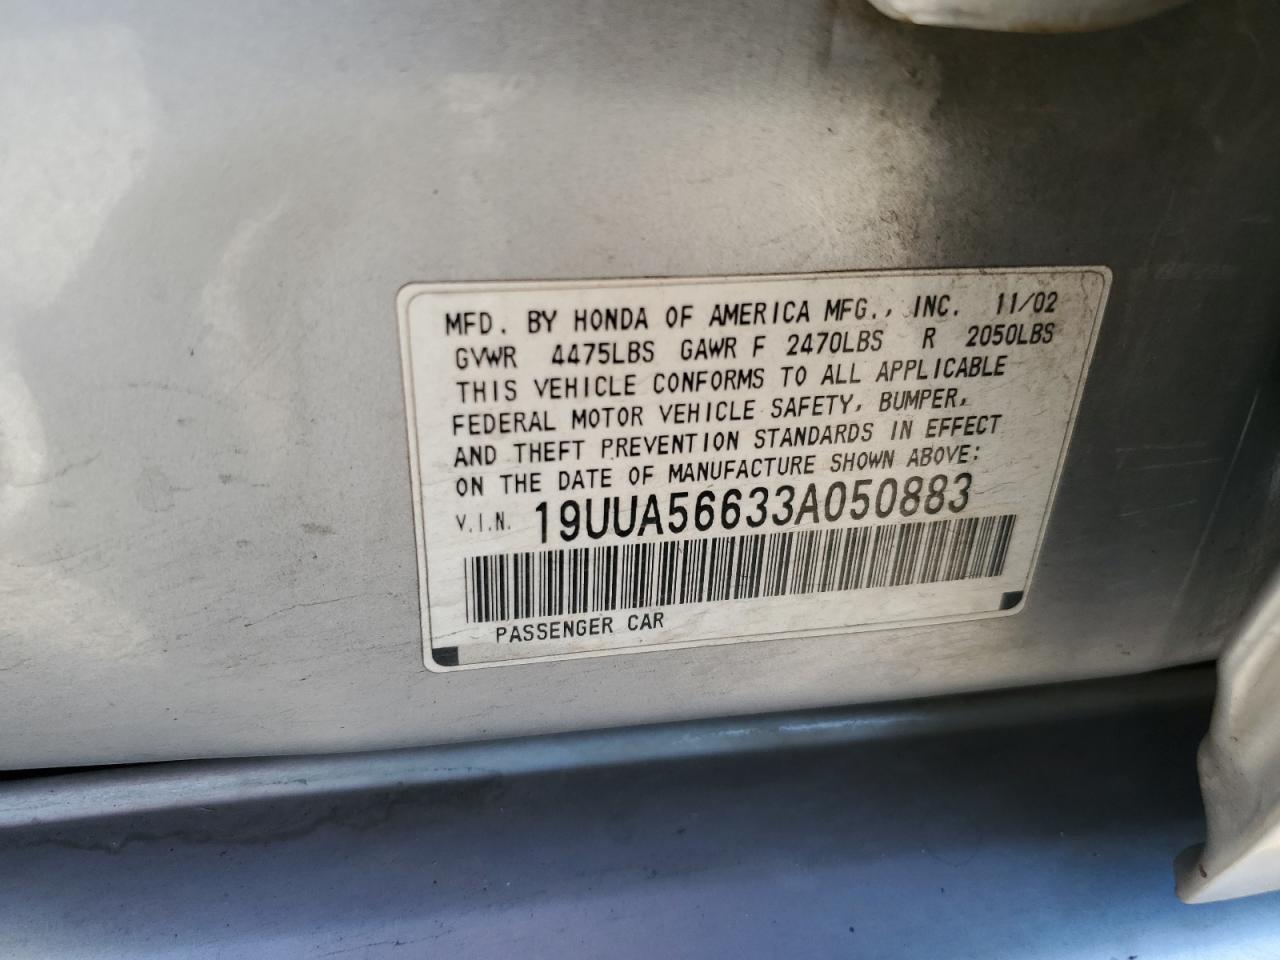 MFD. BY HONDA OF AMERICA MFG., INC. 11/02
GVWR 4475LBS GAWR F 2470LBS R 2050LBS
THIS VEHICLE CONFORMS TO ALL APPLICABLE
FEDERAL MOTOR VEHICLE SAFETY, BUMPER,
AND THEFT PREVENTION STANDARDS IN EFFECT
ON THE DATE OF MANUFACTURE SHOWN ABOVE:
V.I.N. 19UUA56633A050883
PASSENGER CAR